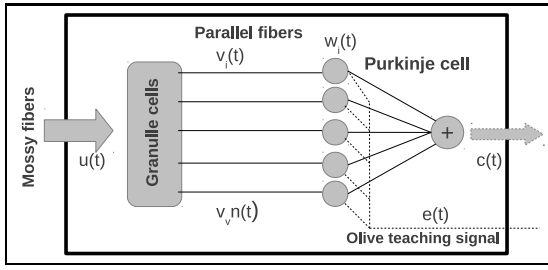 Parallel fibers
v_i(t)
w_i(t)
Purkinje cell
Mossy fibers
u(t)
Granulle cells
+
c(t)
v_vn(t)
e(t)
Olive teaching signal